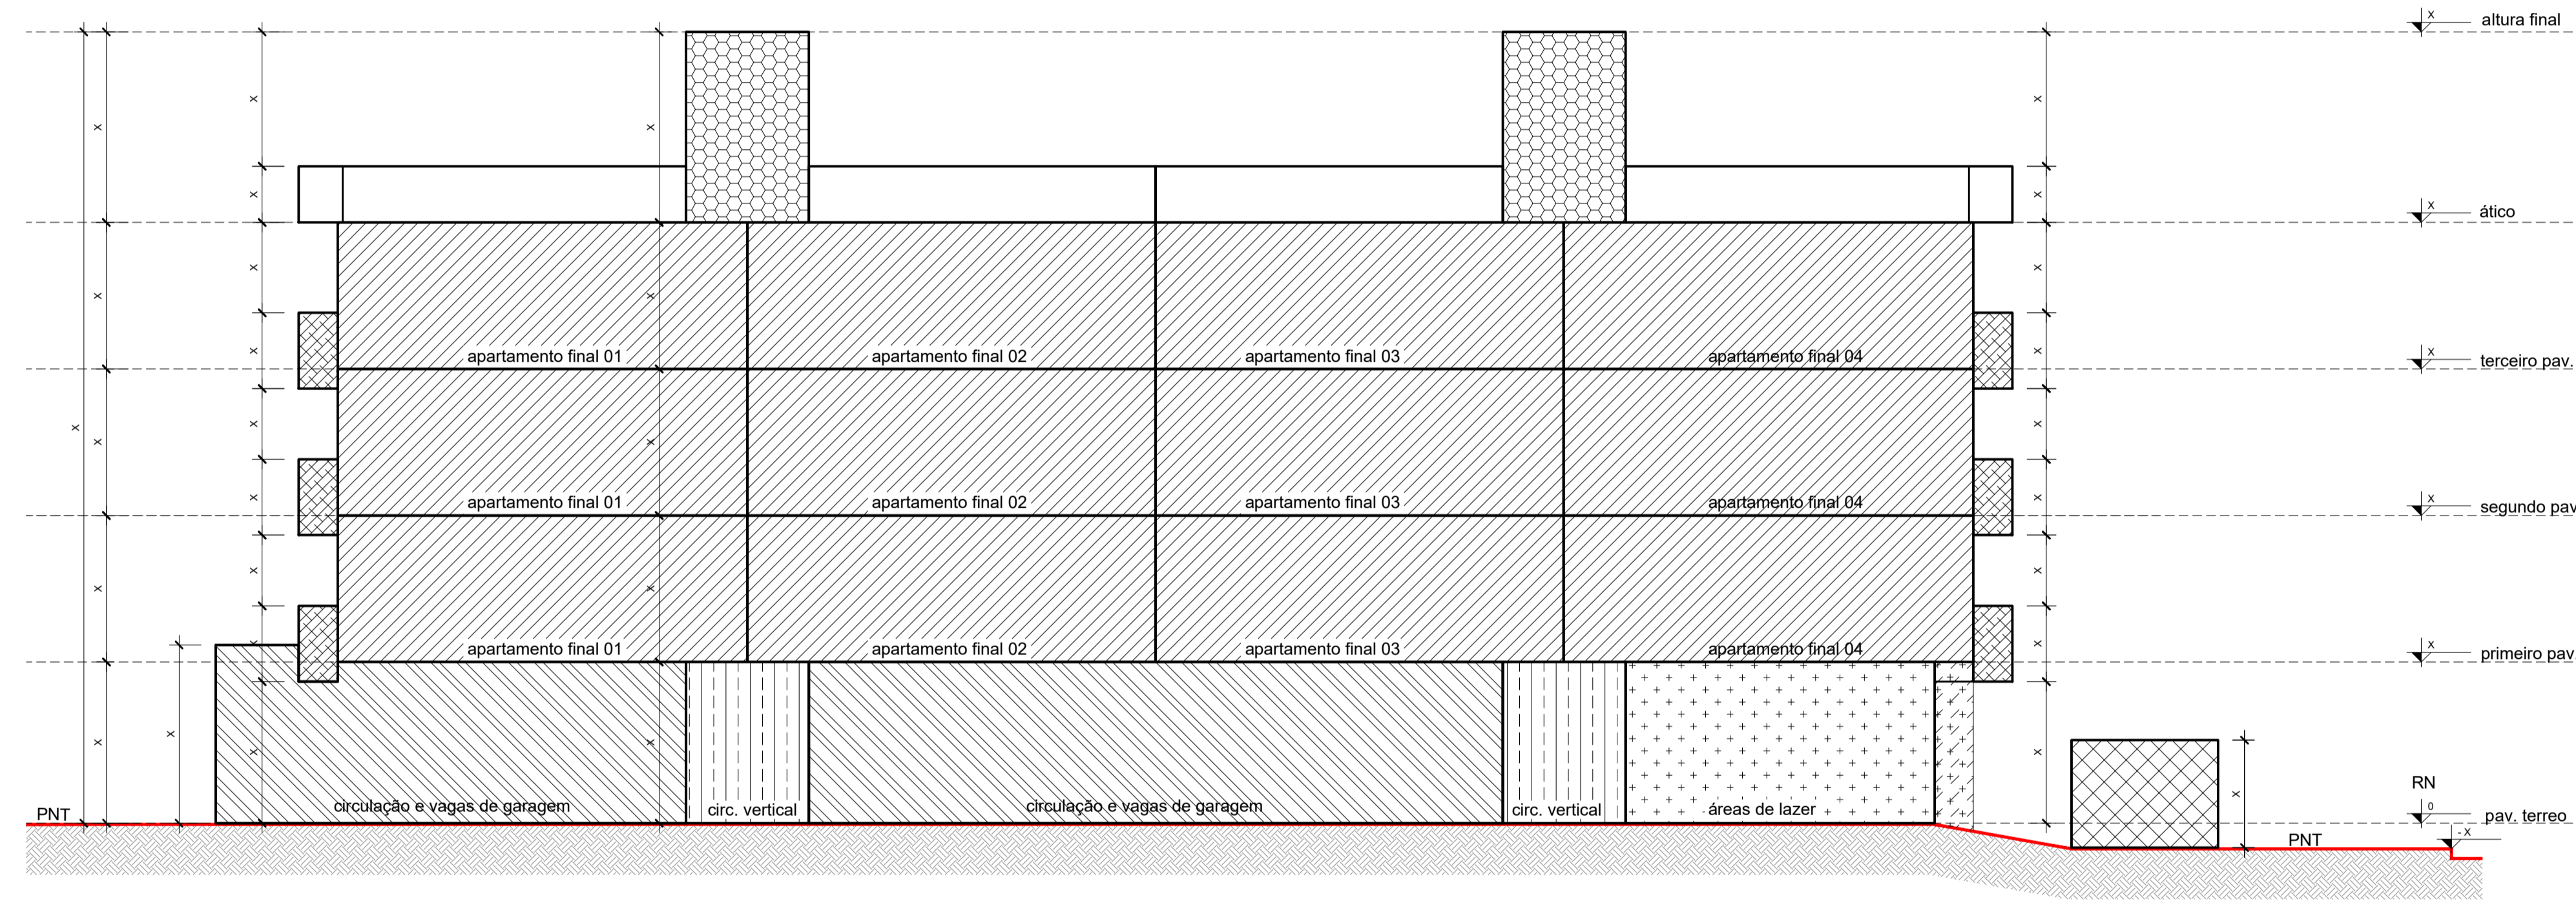 x altura final
x
x
x
x
x
x
x
x ático
x
x
x
x
x
x
x
apartamento final 01
apartamento final 02
apartamento final 03
apartamento final 04
x terceiro pav.
x
x
x
x
x
x
x
x
apartamento final 01
apartamento final 02
apartamento final 03
apartamento final 04
x segundo pav
x
x
x
x
x
x
apartamento final 01
apartamento final 02
apartamento final 03
apartamento final 04
x primeiro pav
x
x
x
x
x
x
RN
PNT
circulação e vagas de garagem
circ. vertical
circulação e vagas de garagem
circ. vertical
áreas de lazer
0 pav. terreo
PNT
-x